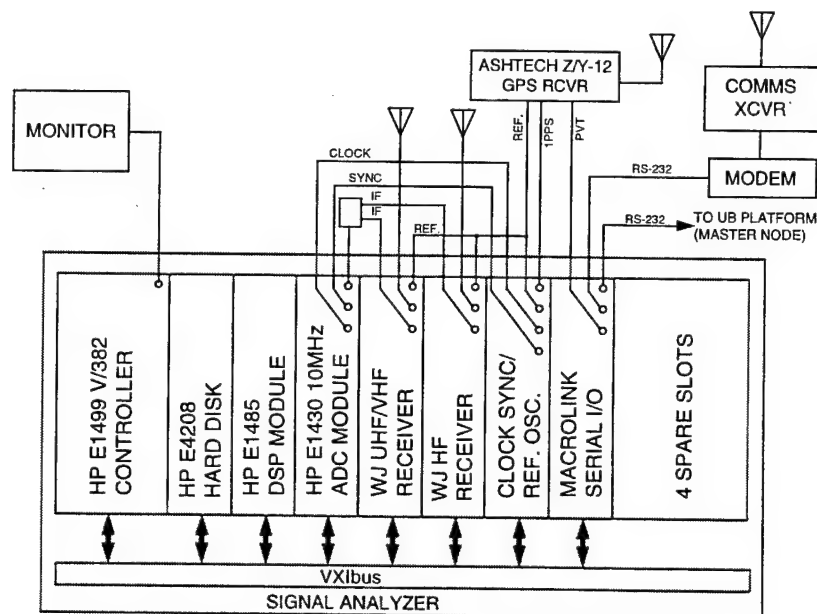 ASHTECH Z/Y-12
GPS RCVR
COMMS
XCVR
MONITOR
REF.
1PPS
PVT
CLOCK
SYNC
IF
IF
REF.
RS-232
MODEM
RS-232
TO UB PLATFORM
(MASTER NODE)
HP E1499 V/382
CONTROLLER
HP E4208
HARD DISK
HP E1485
DSP MODULE
HP E1430 10MHz
ADC MODULE
WJ UHF/VHF
RECEIVER
WJ HF
RECEIVER
CLOCK SYNC/
REF. OSC.
MACROLINK
SERIAL I/O
4 SPARE SLOTS
VXIbus
SIGNAL ANALYZER